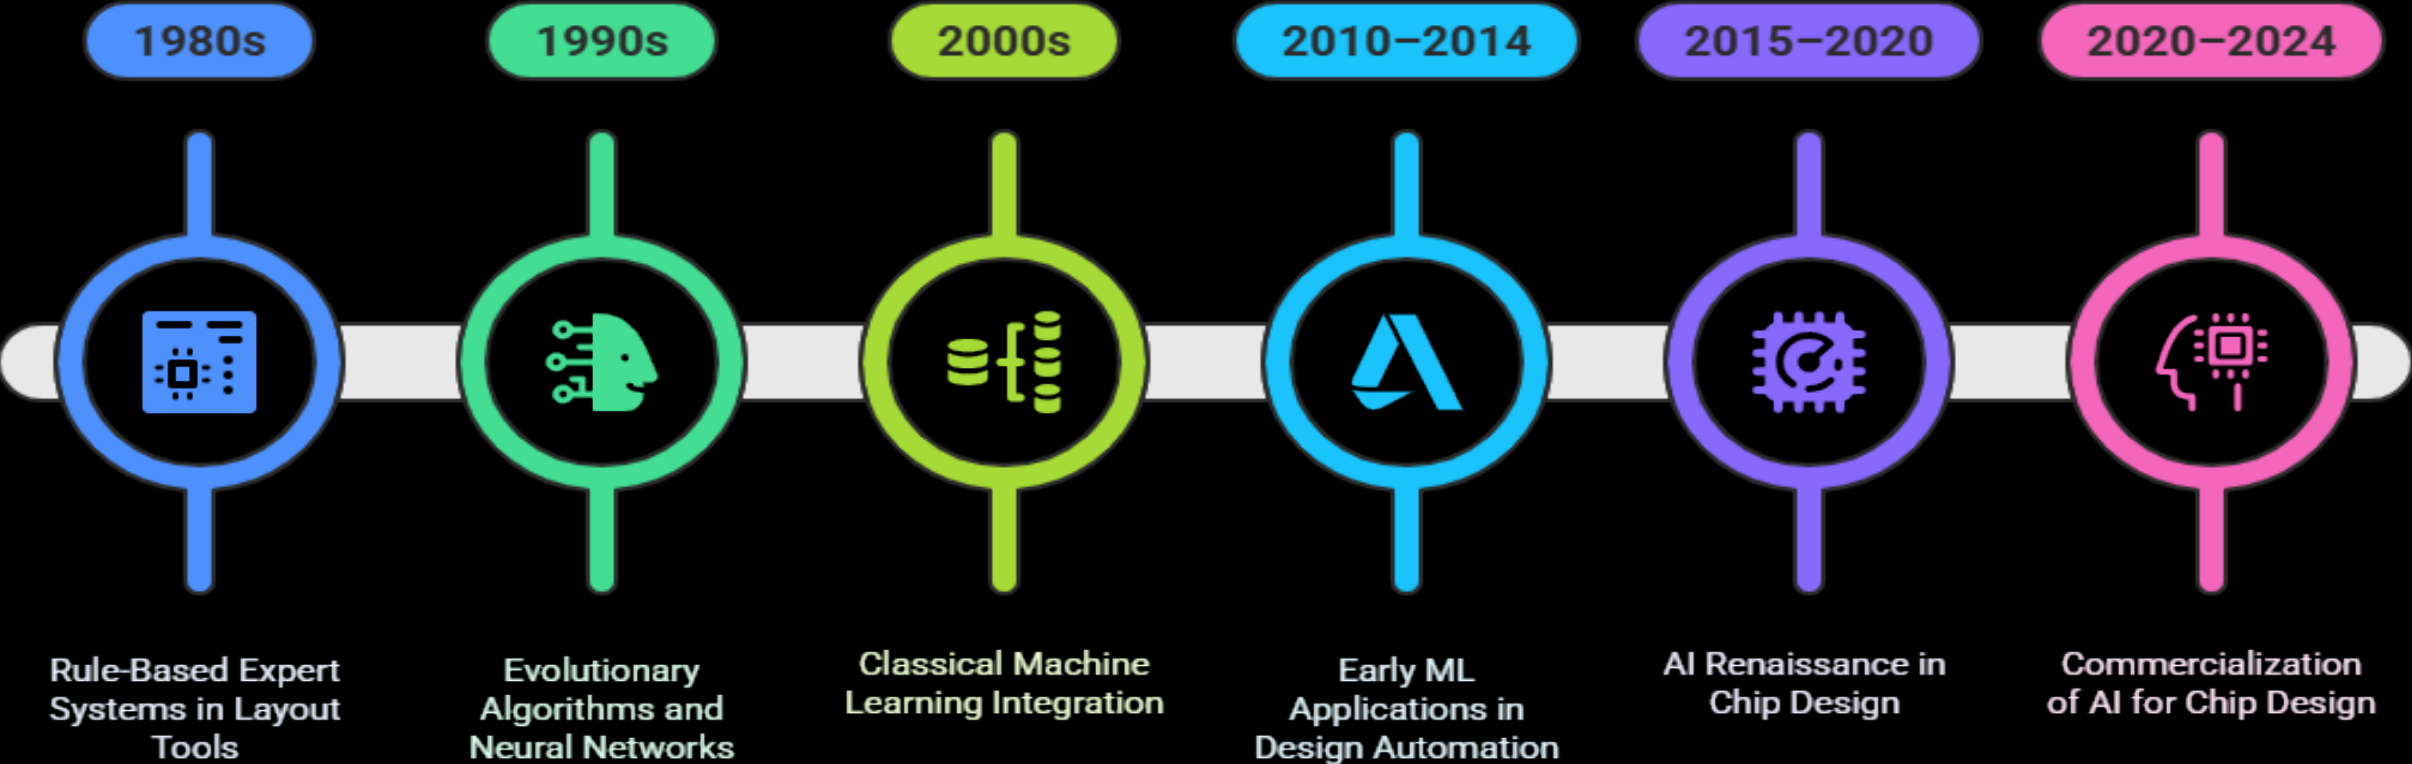 1980s
1990s
2000s
2010–2014
2015–2020
2020–2024
Rule-Based Expert
Systems in Layout
Tools
Evolutionary
Algorithms and
Neural Networks
Classical Machine
Learning Integration
Early ML
Applications in
Design Automation
AI Renaissance in
Chip Design
Commercialization
of AI for Chip Design